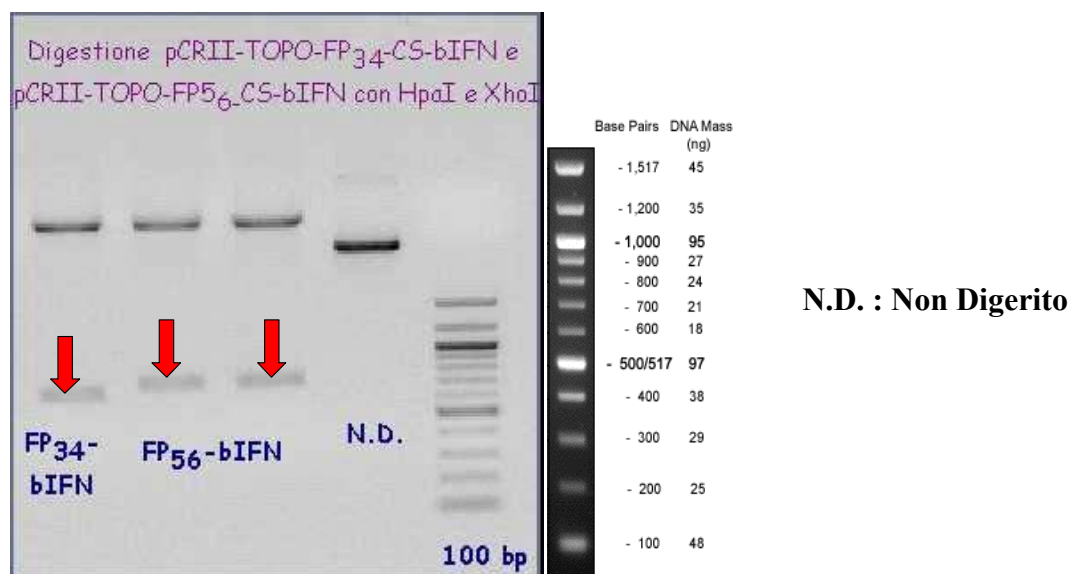 Digestione pCRII-TOPO-FP34-CS-bIFN e
pCRII-TOPO-FP56_CS-bIFN con HpaI e XhoI
FP34-
bIFN
FP56-bIFN
N.D.
100 bp
Base Pairs DNA Mass
(ng)
- 1,517 45
- 1,200 35
- 1,000 95
- 900 27
- 800 24
- 700 21
- 600 18
- 500/517 97
- 400 38
- 300 29
- 200 25
- 100 48
N.D. : Non Digerito